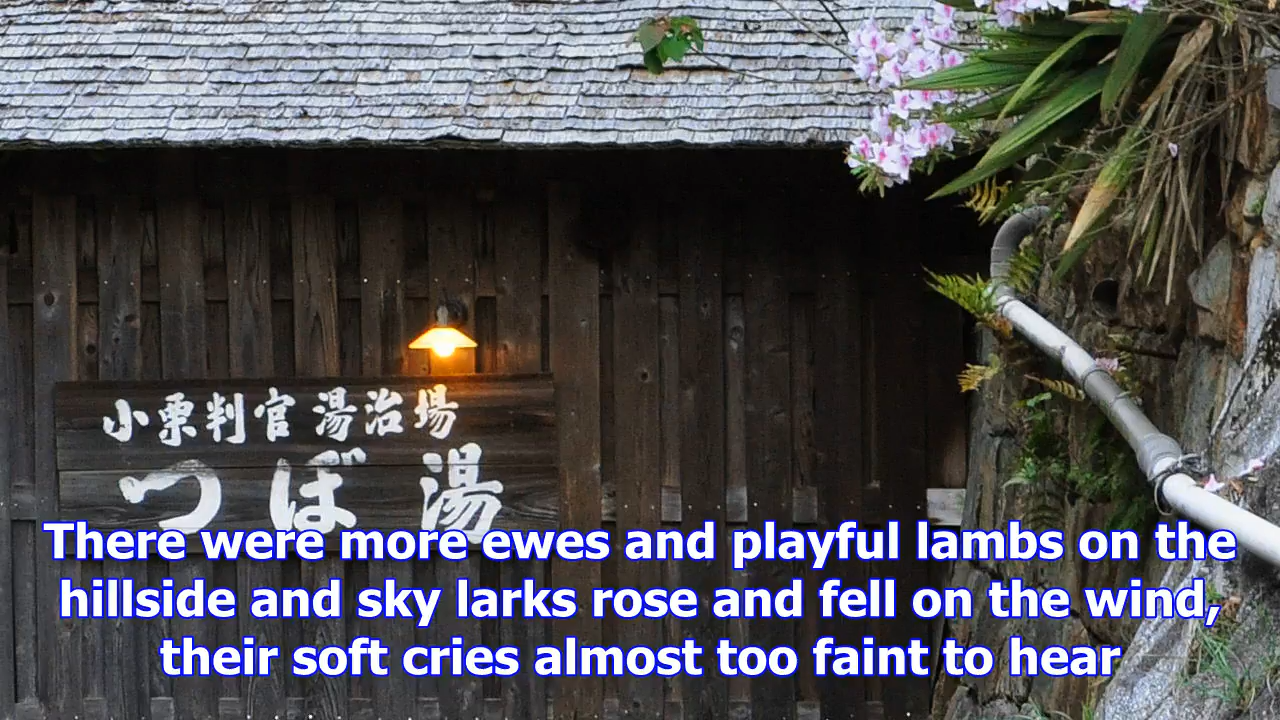 小栗判官 湯治場
つぼ湯
There were more ewes and playful lambs on the
hillside and sky larks rose and fell on the wind,
their soft cries almost too faint to hear